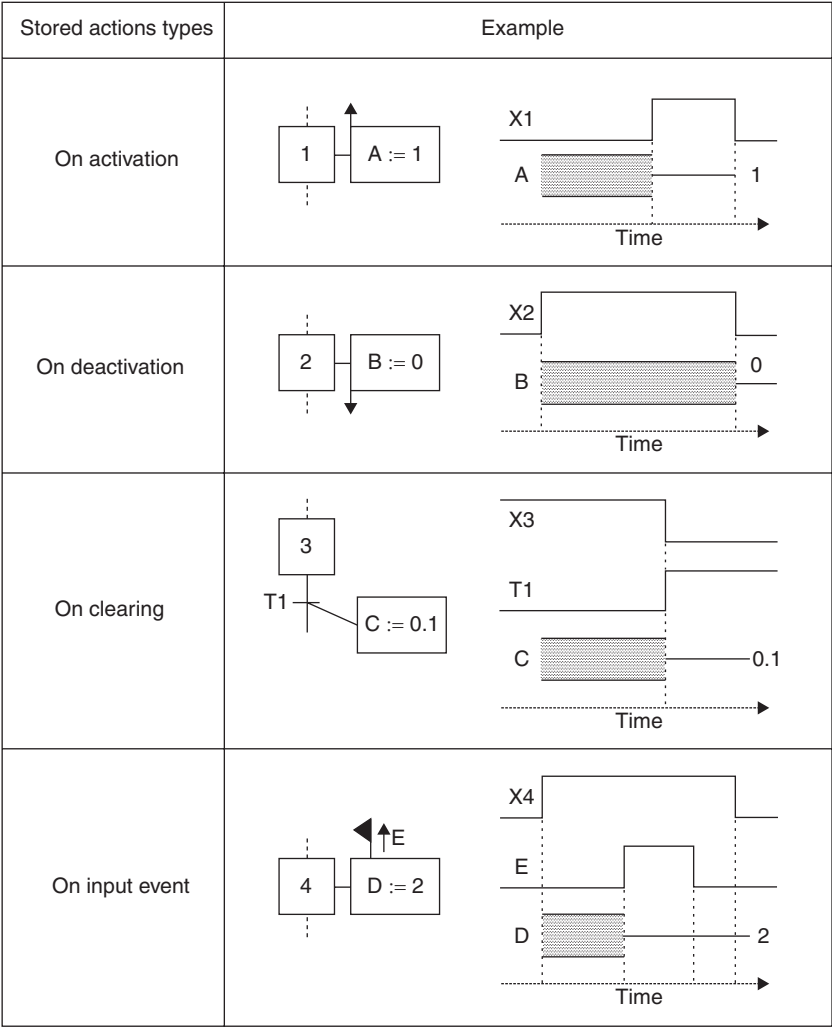 Stored actions types
Example
On activation
1
A := 1
X1
A
1
Time
On deactivation
2
B := 0
X2
0
B
Time
On clearing
3
T1
C := 0.1
X3
T1
C
0.1
Time
On input event
E
4
D := 2
X4
E
D
2
Time